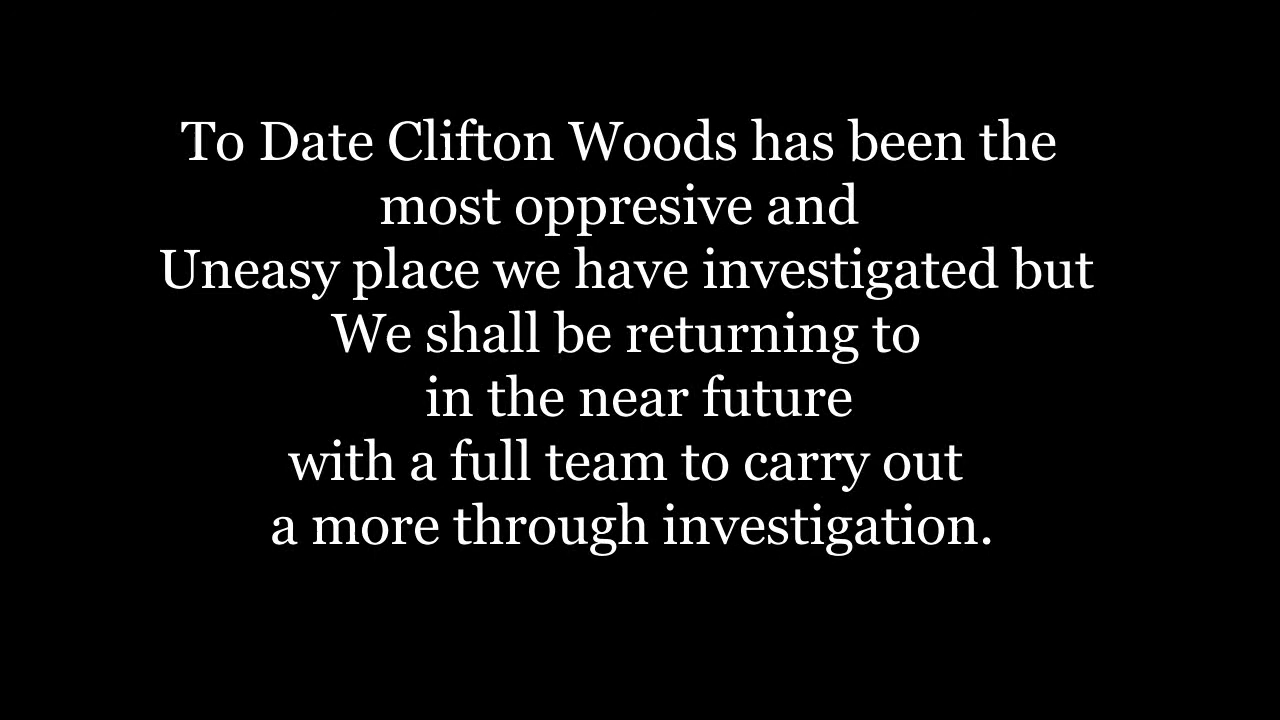 To Date Clifton Woods has been the
most oppresive and
Uneasy place we have investigated but
We shall be returning to
in the near future
with a full team to carry out
a more through investigation.